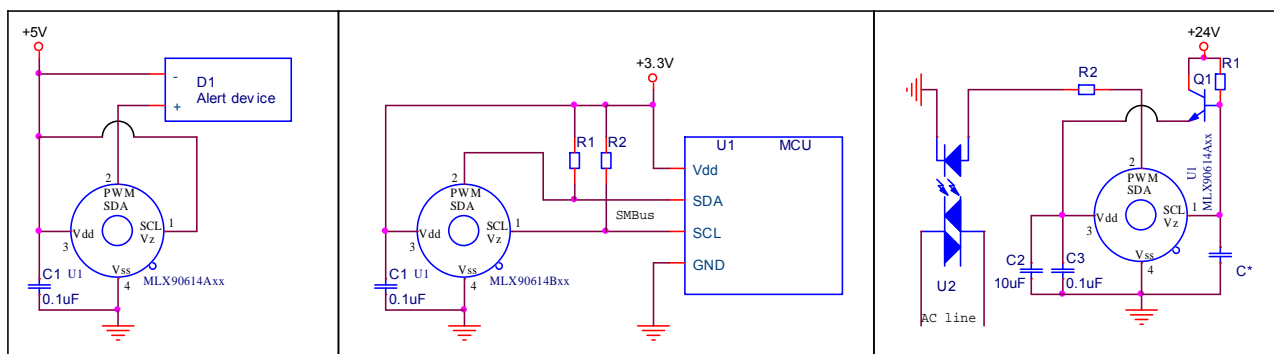 +5V
D1
Alert device
-
+
2
PWM
SDA
SCL
Vz
1
Vdd
3
Vss
4
U1
MLX90614Axx
C1
0.1uF
+3.3V
R1
R2
U1
MCU
Vdd
SDA
SCL
GND
SMBus
2
PWM
SDA
SCL
Vz
1
Vdd
3
Vss
4
U1
MLX90614Bxx
C1
0.1uF
+24V
R1
Q1
R2
U1
MLX90614Axx
2
PWM
SDA
SCL
Vz
1
Vdd
3
Vss
4
C2
10uF
C3
0.1uF
C*
U2
AC line